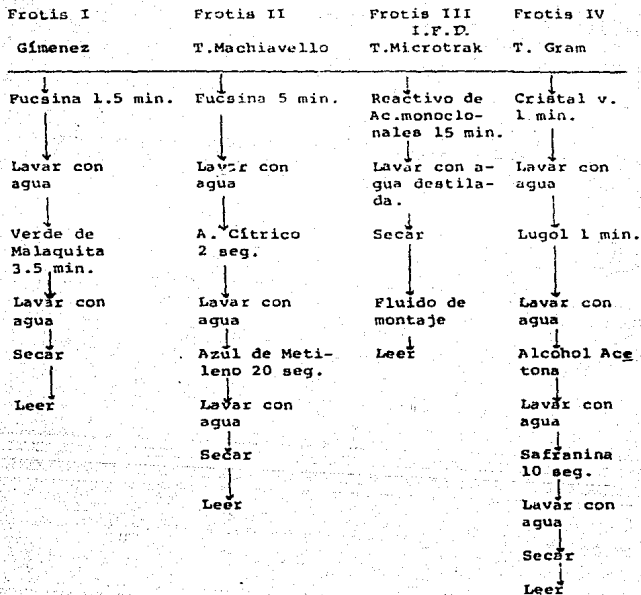 Frotis I
Gimenez
Fucsina 1.5 min.
Lavar con
agua
Verde de
Malaquita
3.5 min.
Lavar con
agua
Secar
Leer
Frotis II
T.Machiavello
Fucsina 5 min.
Lavar con
agua
A. Cítrico
2 seg.
Lavar con
agua
Azul de Meti-
leno 20 seg.
Lavar con
agua
Secar
Leer
Frotis III
I.F.D.
T.Microtrak
Reactivo de
Ac.monoclo-
nales 15 min.
Lavar con a-
gua destila-
da.
Secar
Fluido de
montaje
Leer
Frotis IV
T. Gram
Cristal v.
1 min.
Lavar con
agua
Lugol 1 min.
Lavar con
agua
Alcohol Ace
tona
Lavar con
agua
Safranina
10 seg.
Lavar con
agua
Secar
Leer